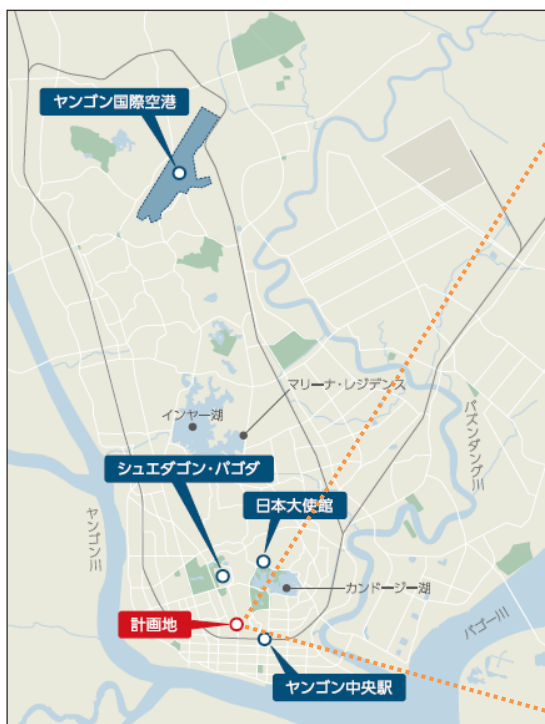 ヤンゴン国際空港
マリーナ・レジデンス
インヤー湖
シュエダゴン・パゴダ
日本大使館
パズンダング川
ヤンゴン川
カンドージー湖
計画地
バゴー川
ヤンゴン中央駅